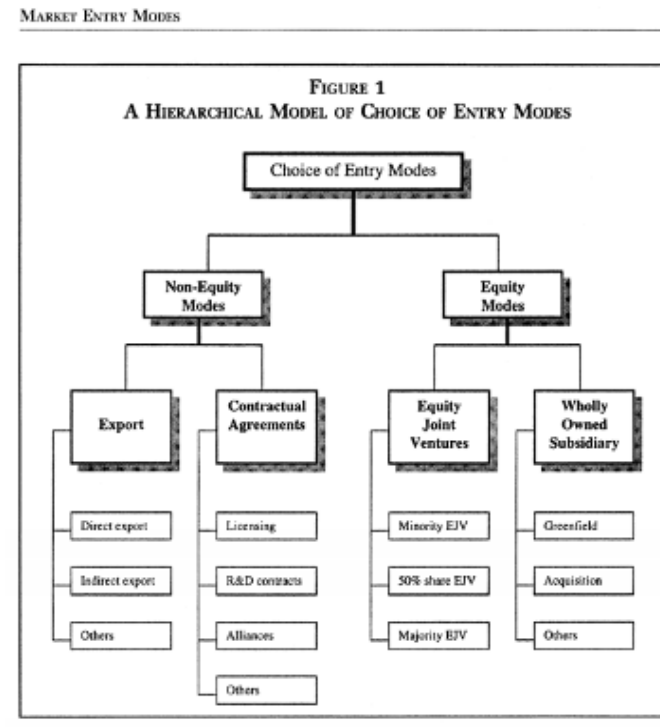 MARKET ENTRY MODES
FIGURE 1
A HIERARCHICAL MODEL OF CHOICE OF ENTRY MODES
Choice of Entry Modes
Non-Equity
Modes
Equity
Modes
Export
Contractual
Agreements
Equity
Joint
Ventures
Wholly
Owned
Subsidiary
Direct export
Licensing
Minority EJV
Greenfield
Indirect export
R&D contracts
50% share EJV
Acquisition
Others
Alliances
Majority EJV
Others
Others